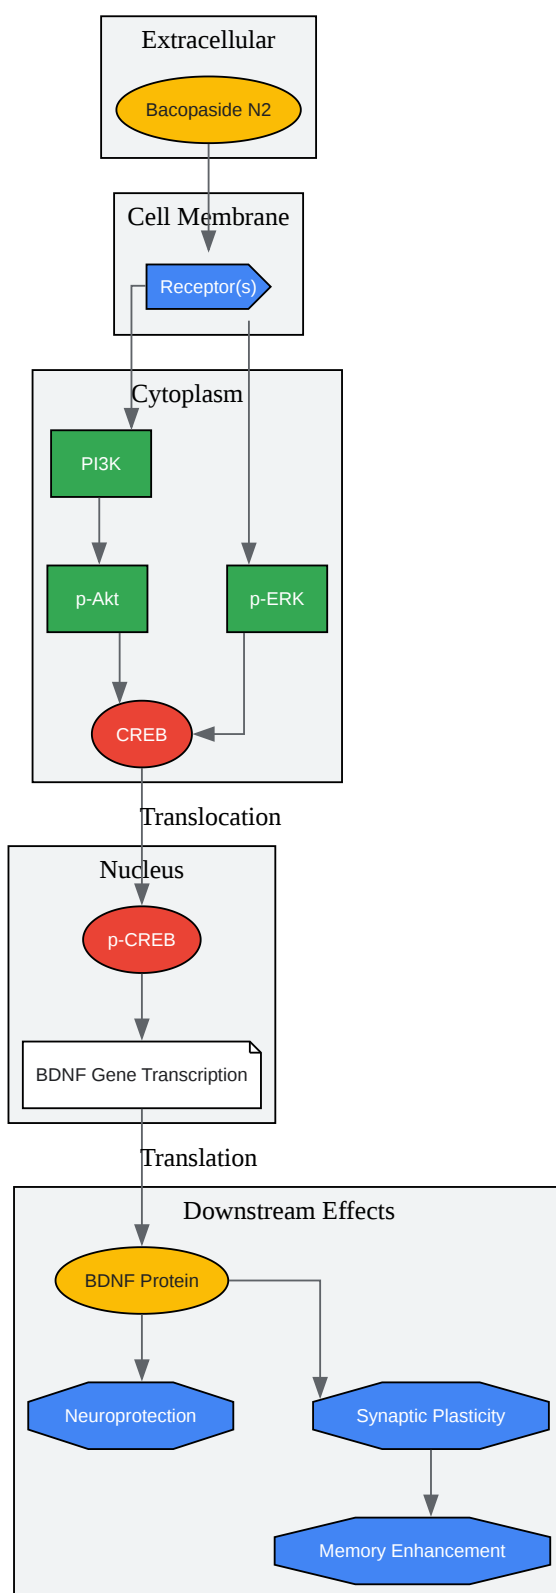 Extracellular
Bacopaside N2
Cell Membrane
Receptor(s)
Cytoplasm
PI3K
p-Akt
p-ERK
CREB
Translocation
Nucleus
p-CREB
BDNF Gene Transcription
Translation
Downstream Effects
BDNF Protein
Neuroprotection
Synaptic Plasticity
Memory Enhancement